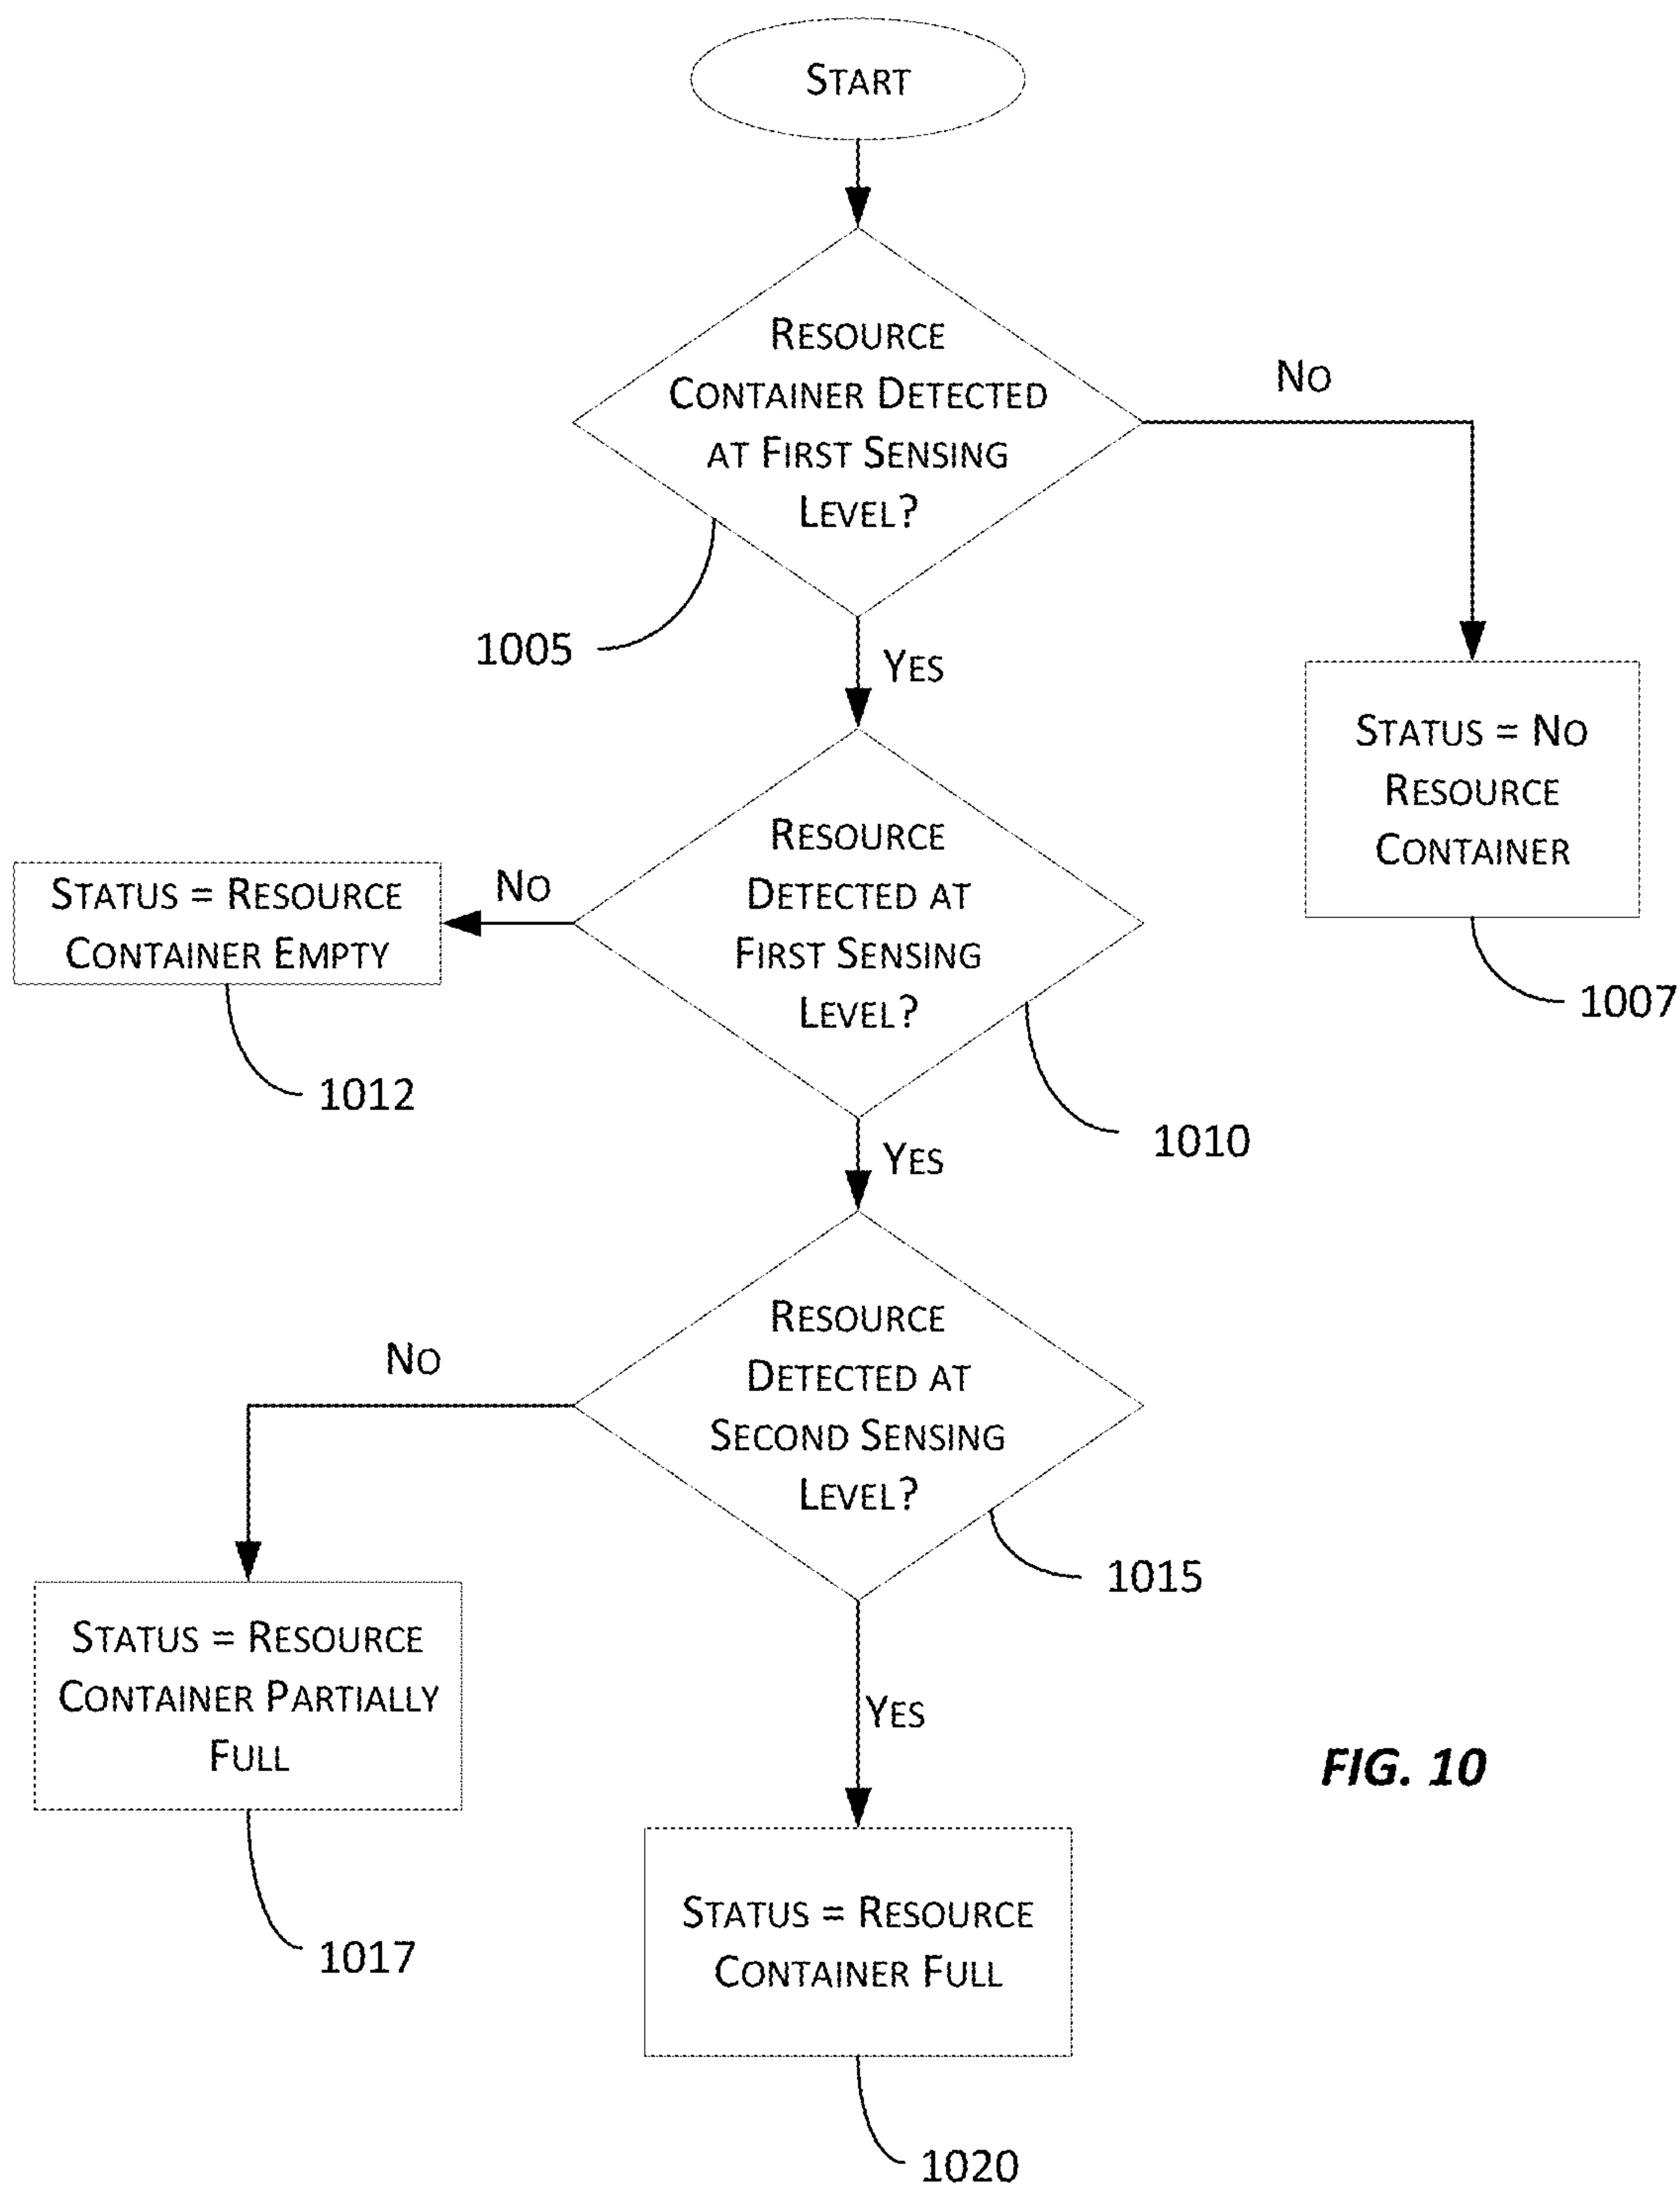 START
RESOURCE
CONTAINER DETECTED
AT FIRST SENSING
LEVEL?
NO
1005
YES
STATUS = NO
RESOURCE
CONTAINER
1007
RESOURCE
DETECTED AT
FIRST SENSING
LEVEL?
NO
STATUS = RESOURCE
CONTAINER EMPTY
1012
1010
YES
RESOURCE
DETECTED AT
SECOND SENSING
LEVEL?
NO
1015
STATUS = RESOURCE
CONTAINER PARTIALLY
FULL
1017
YES
FIG. 10
STATUS = RESOURCE
CONTAINER FULL
1020